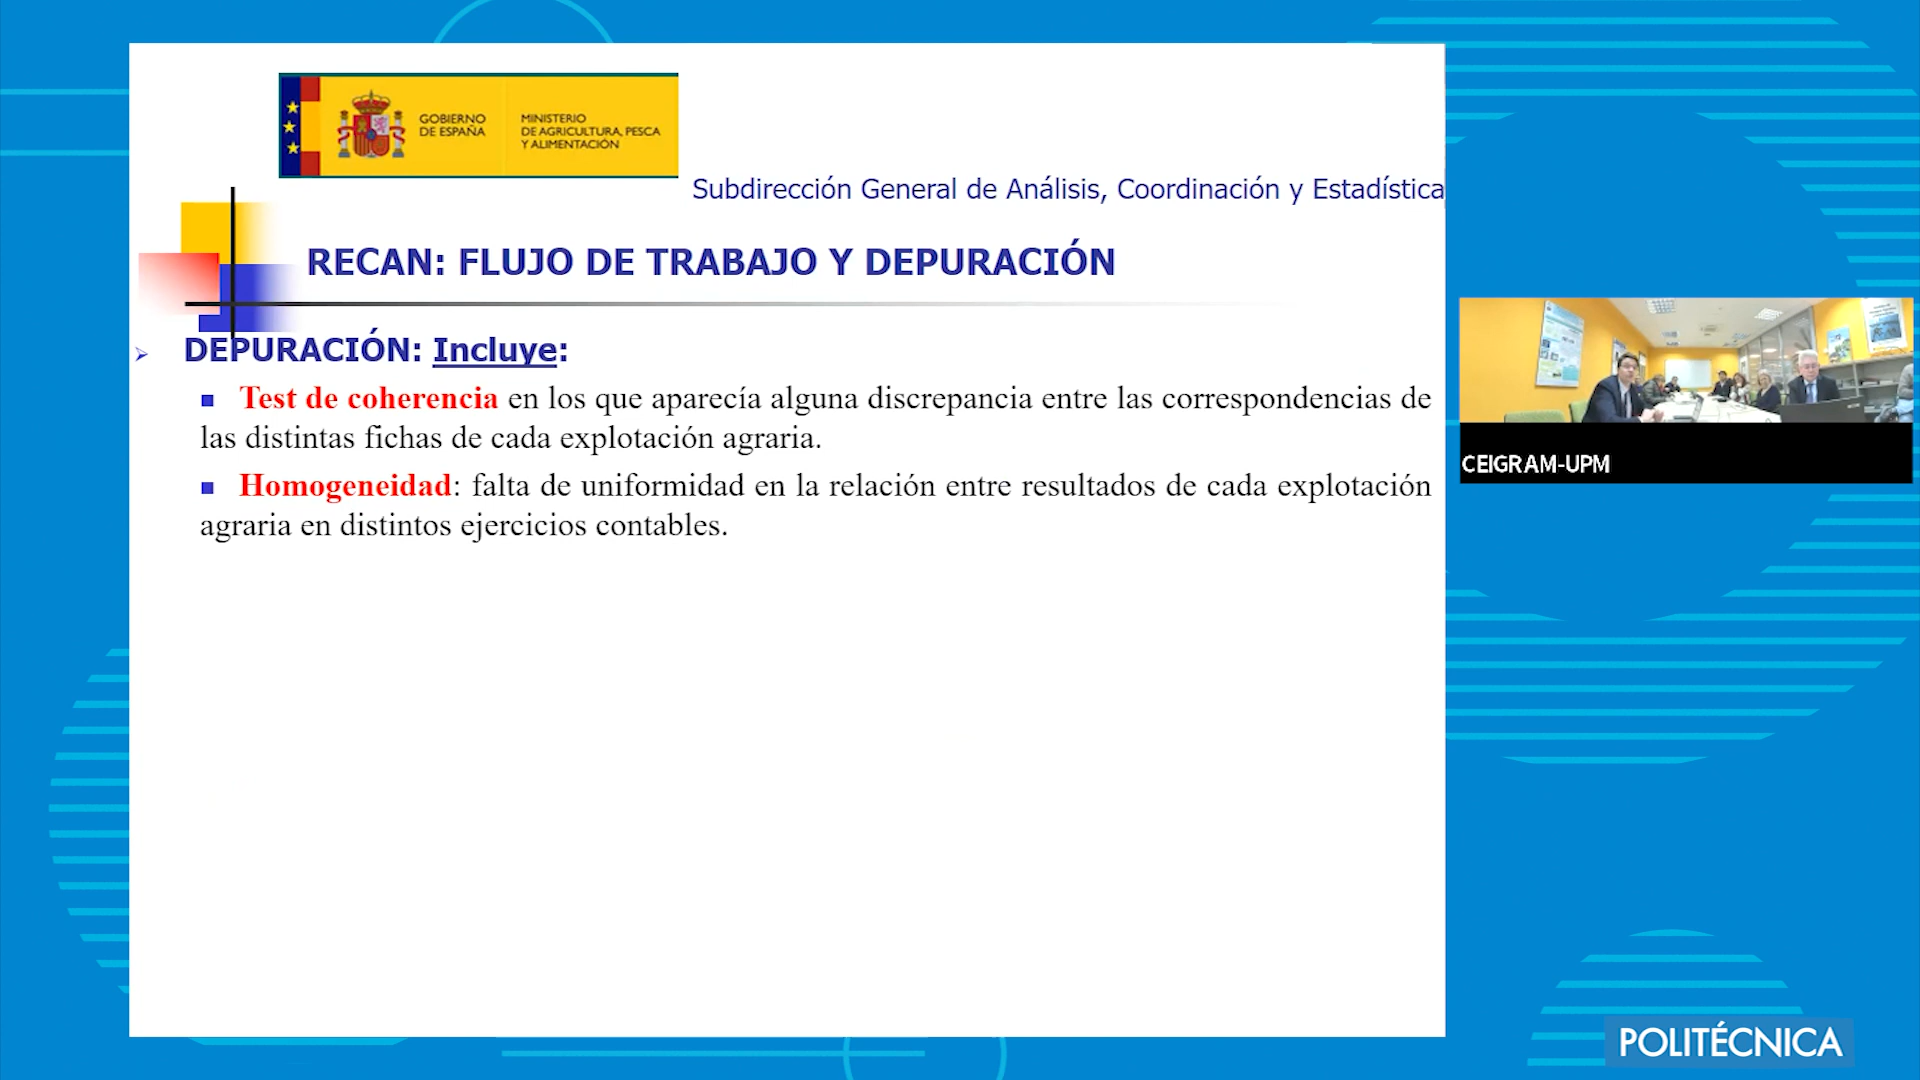 GOBIERNO
DE ESPAÑA
MINISTERIO
DE AGRICULTURA, PESCA
Y ALIMENTACIÓN
Subdirección General de Análisis, Coordinación y Estadística
RECAN: FLUJO DE TRABAJO Y DEPURACIÓN
DEPURACIÓN: Incluye:
Test de coherencia en los que aparecía alguna discrepancia entre las correspondencias de
las distintas fichas de cada explotación agraria.
Homogeneidad: falta de uniformidad en la relación entre resultados de cada explotación
agraria en distintos ejercicios contables.
CEIGRAM-UPM
POLITÉCNICA